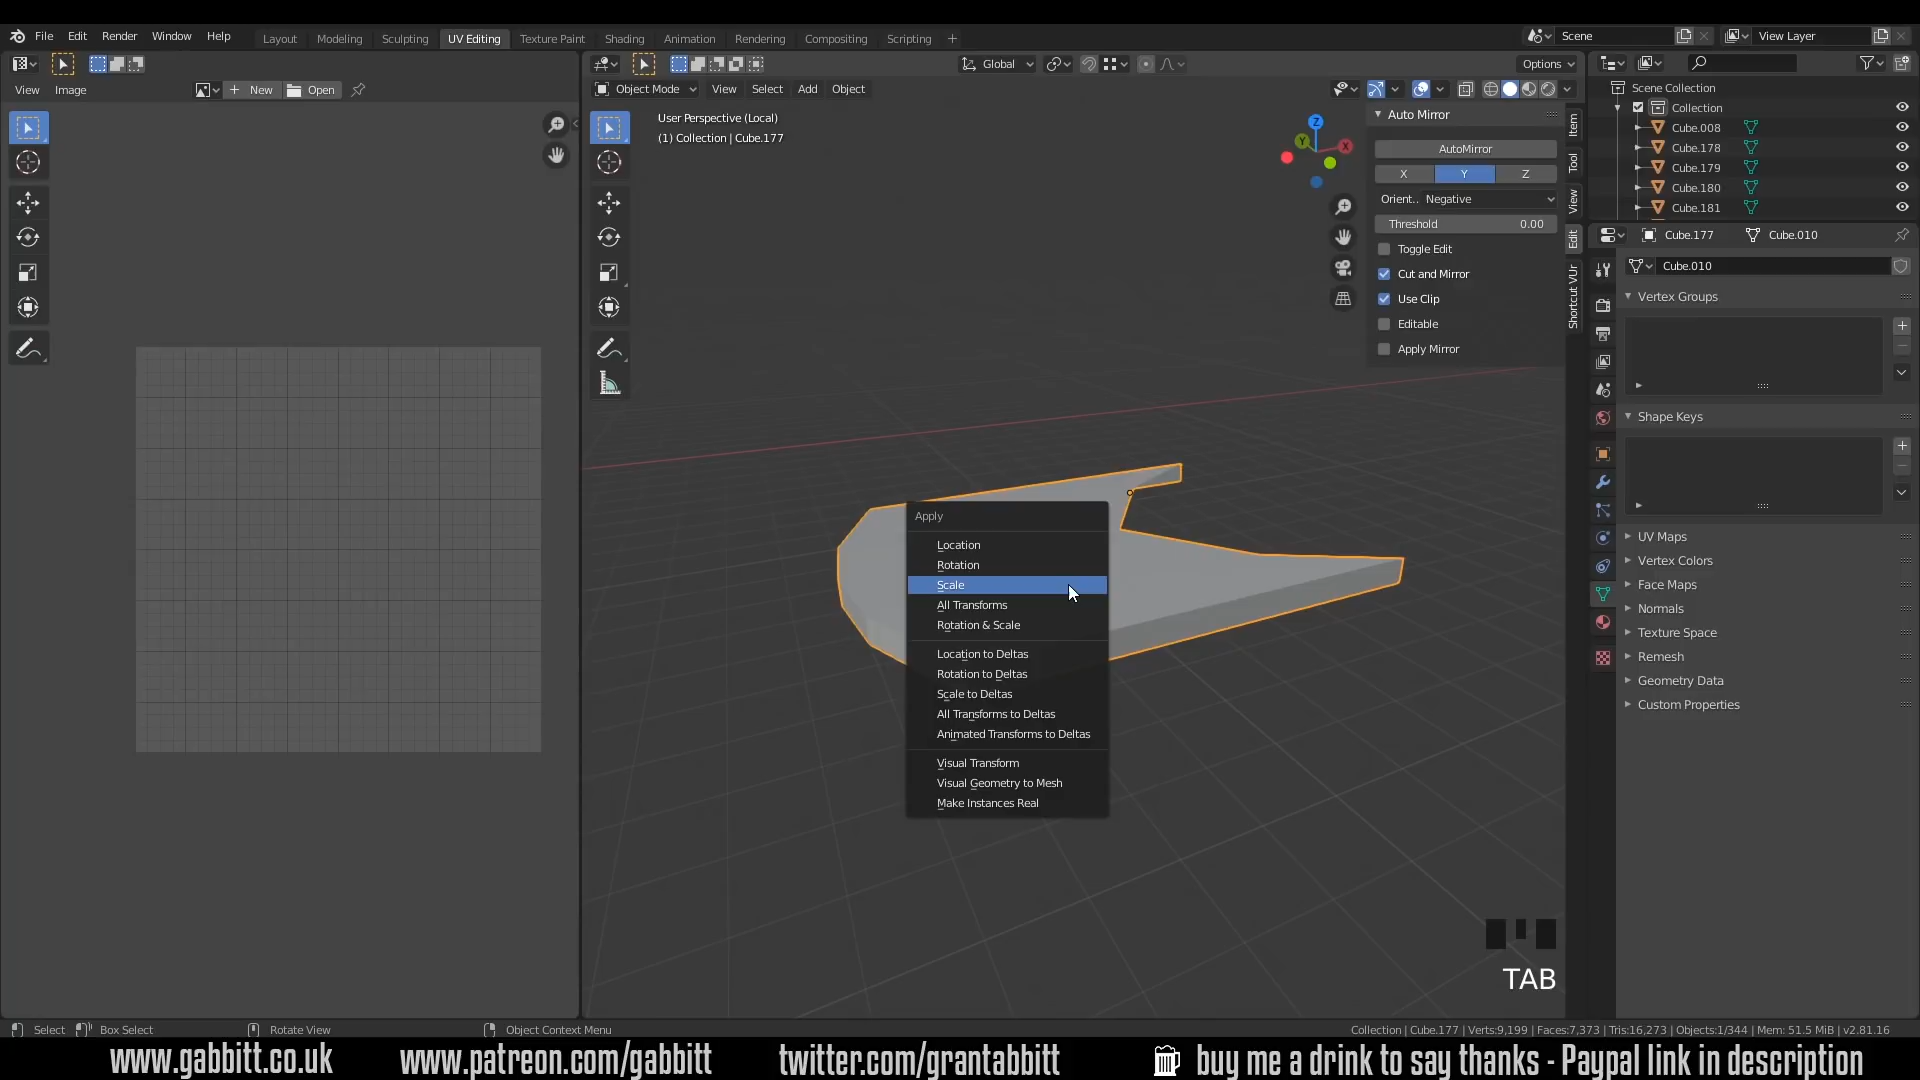 File Edit Render Window Help
Layout Modeling Sculpting UV Editing Texture Paint Shading Animation Rendering Compositing Scripting +
Scene View Layer
Global Options
View Image + New Open
Object Mode View Select Add Object
User Perspective (Local)
(1) Collection | Cube.177
Z
Y
X
Auto Mirror
AutoMirror
X Y Z
Orient.. Negative
Threshold 0.00
Toggle Edit
Cut and Mirror
Use Clip
Editable
Apply Mirror
Item
Tool
View
Edit
Shortcut VUr
Scene Collection
Collection
Cube.008
Cube.178
Cube.179
Cube.180
Cube.181
Cube.177 Cube.010
Cube.010
Vertex Groups
Shape Keys
UV Maps
Vertex Colors
Face Maps
Normals
Texture Space
Remesh
Geometry Data
Custom Properties
Apply
Location
Rotation
Scale
All Transforms
Rotation & Scale
Location to Deltas
Rotation to Deltas
Scale to Deltas
All Transforms to Deltas
Animated Transforms to Deltas
Visual Transform
Visual Geometry to Mesh
Make Instances Real
TAB
Select Box Select Rotate View Object Context Menu
Collection | Cube.177 | Verts:9,199 | Faces:7,373 | Tris:16,273 | Objects:1/344 | Mem: 51.5 MiB | v2.81.16
www.gabbitt.co.uk www.patreon.com/gabbitt twitter.com/grantabbitt buy me a drink to say thanks - Paypal link in description